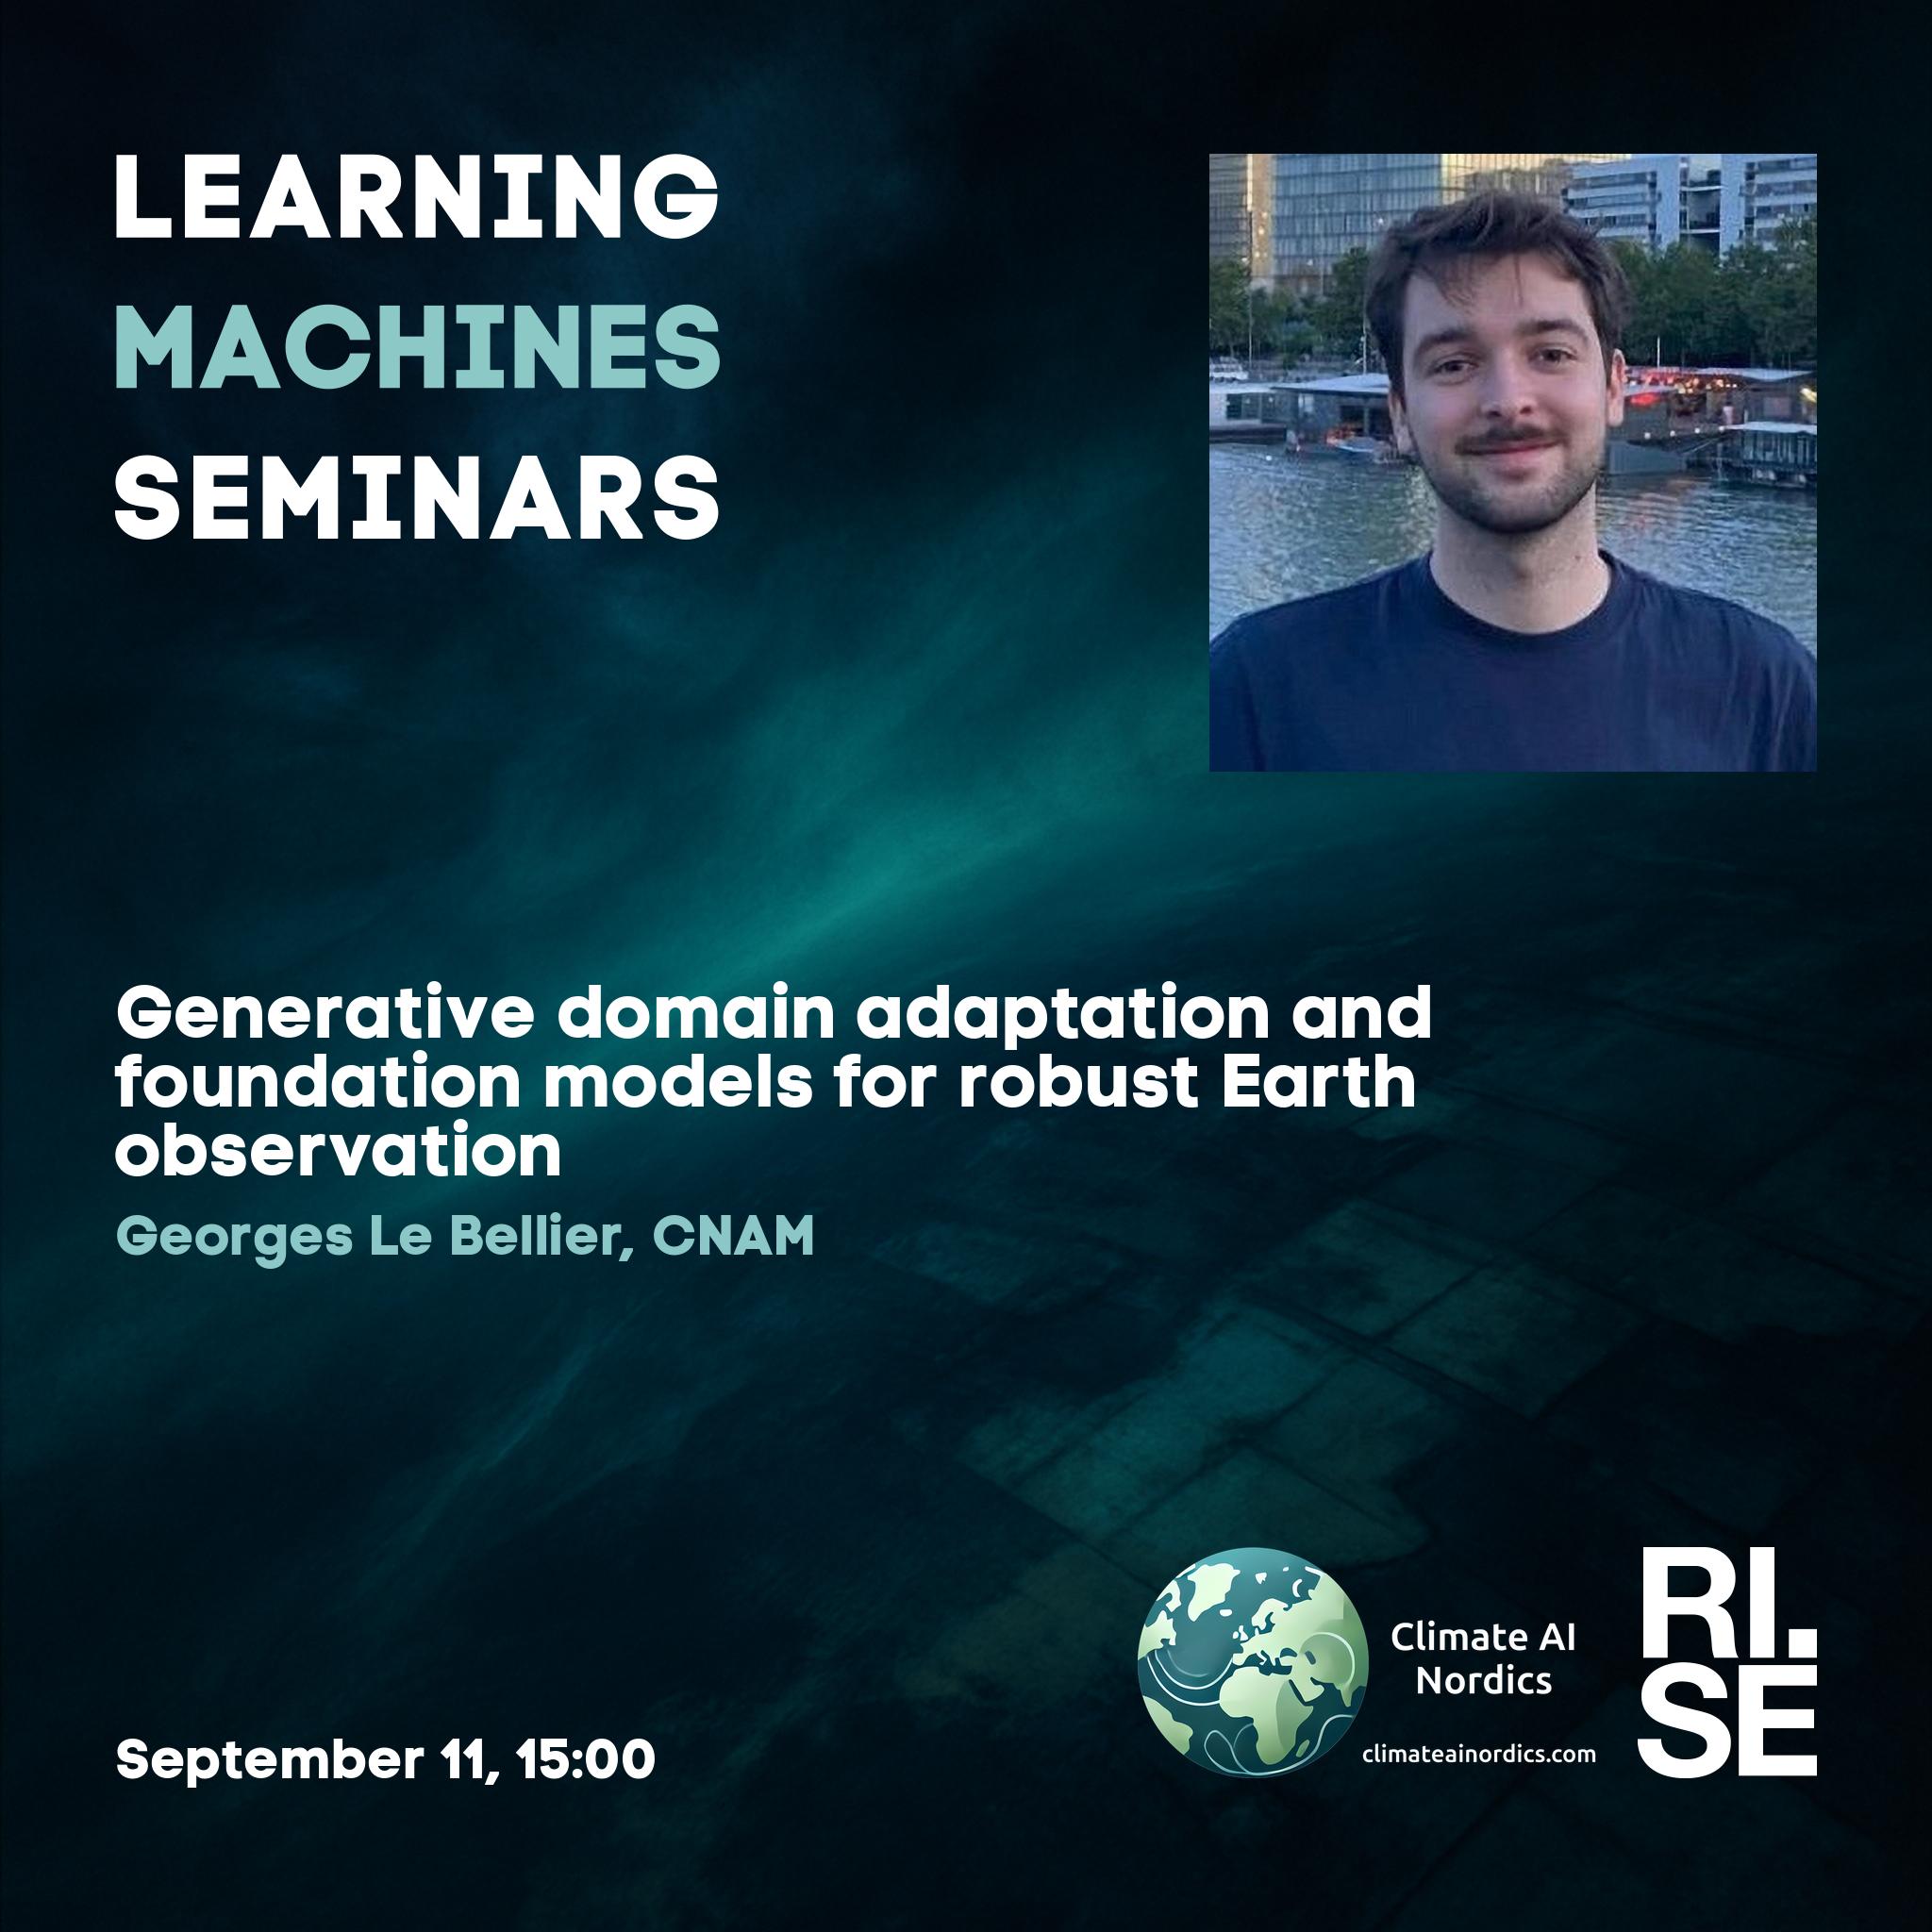 LEARNING
MACHINES
SEMINARS
Generative domain adaptation and
foundation models for robust Earth
observation
Georges Le Bellier, CNAM
September 11, 15:00
Climate AI
Nordics
climateainordics.com
RI.
SE